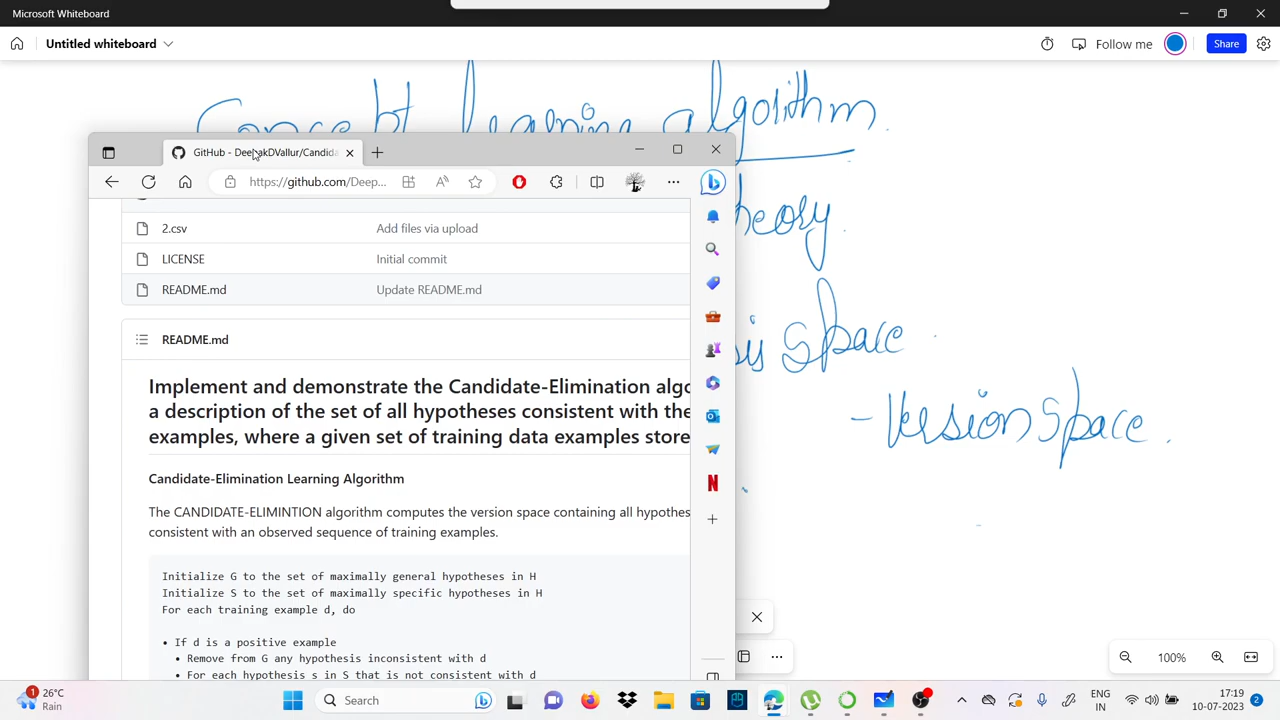 Microsoft Whiteboard
Untitled whiteboard
Follow me
Share
Concept learning algorithm.
GitHub - DeepakDVallur/Candida
https://github.com/Deep...
heory.
2.csv
Add files via upload
LICENSE
Initial commit
README.md
Update README.md
README.md
sis Space
- Version Space.
Implement and demonstrate the Candidate-Elimination algo
a description of the set of all hypotheses consistent with the
examples, where a given set of training data examples store
Candidate-Elimination Learning Algorithm
The CANDIDATE-ELIMINTION algorithm computes the version space containing all hypothes
consistent with an observed sequence of training examples.
Initialize G to the set of maximally general hypotheses in H
Initialize S to the set of maximally specific hypotheses in H
For each training example d, do
• If d is a positive example
• Remove from G any hypothesis inconsistent with d
• For each hypothesis s in S that is not consistent with d
100%
1
26°C
Rain
Search
ENG
IN
17:19
10-07-2023
2